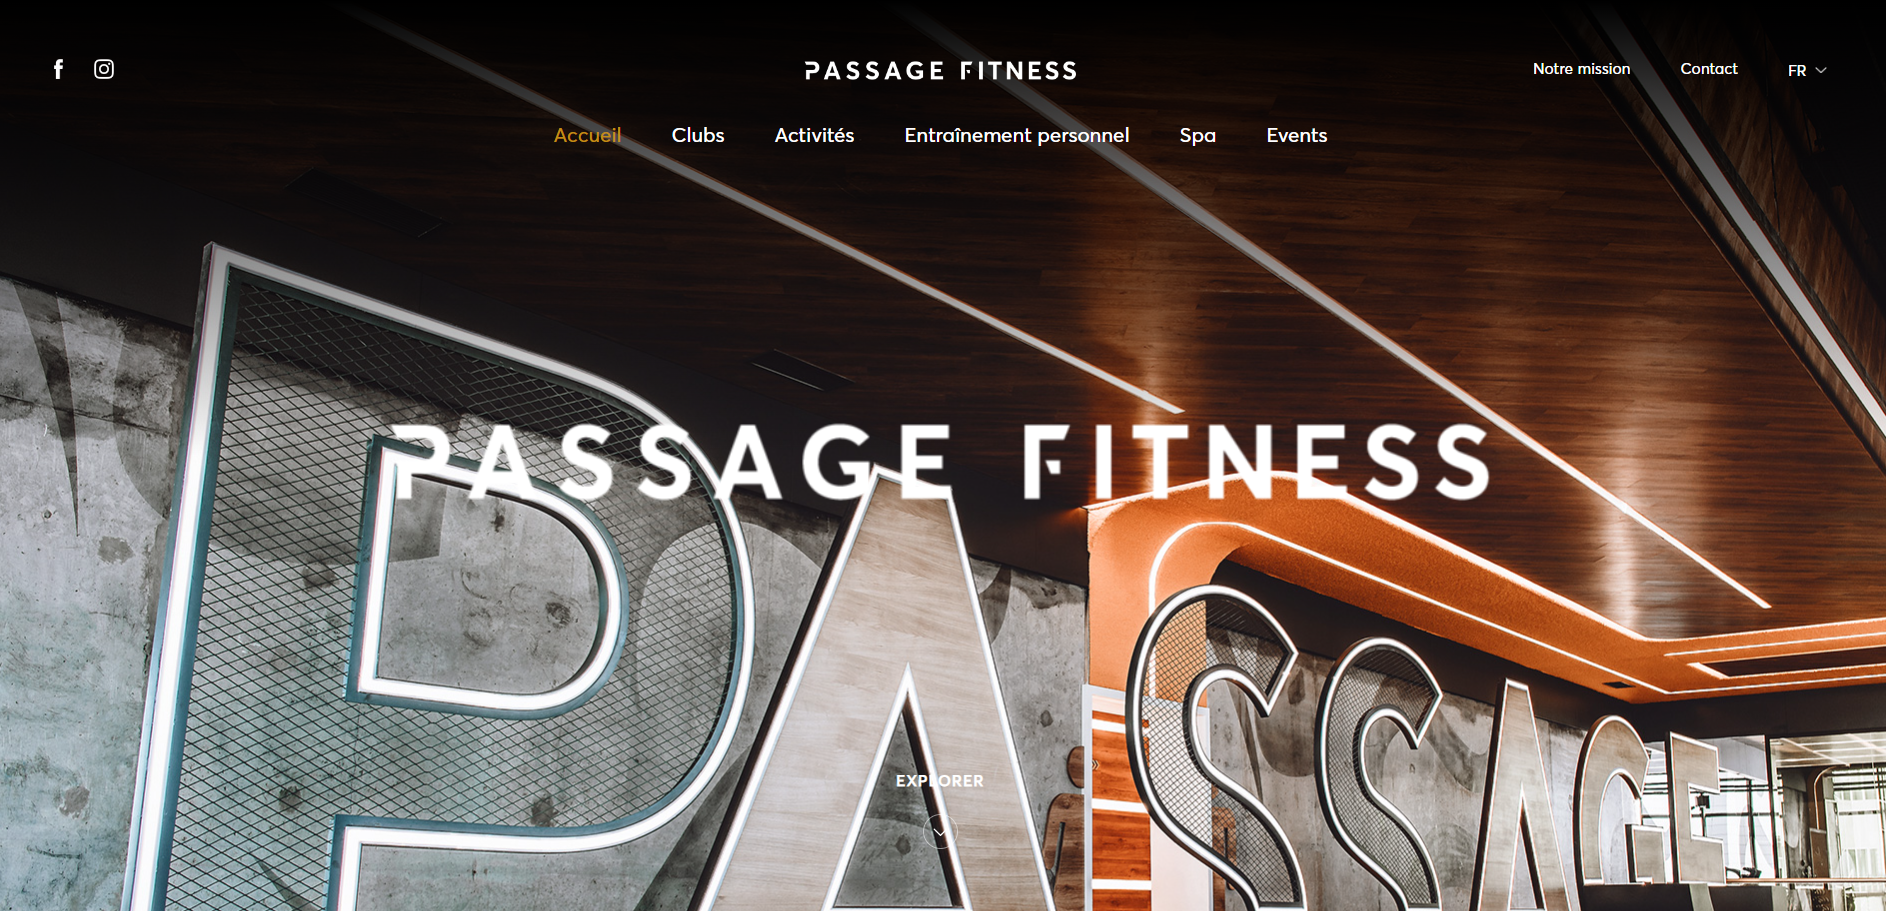 PASSAGE FITNESS
Notre mission
Contact
FR
Accueil
Clubs
Activités
Entraînement personnel
Spa
Events
PASSAGE FITNESS
PASSAGE
EXPLORER